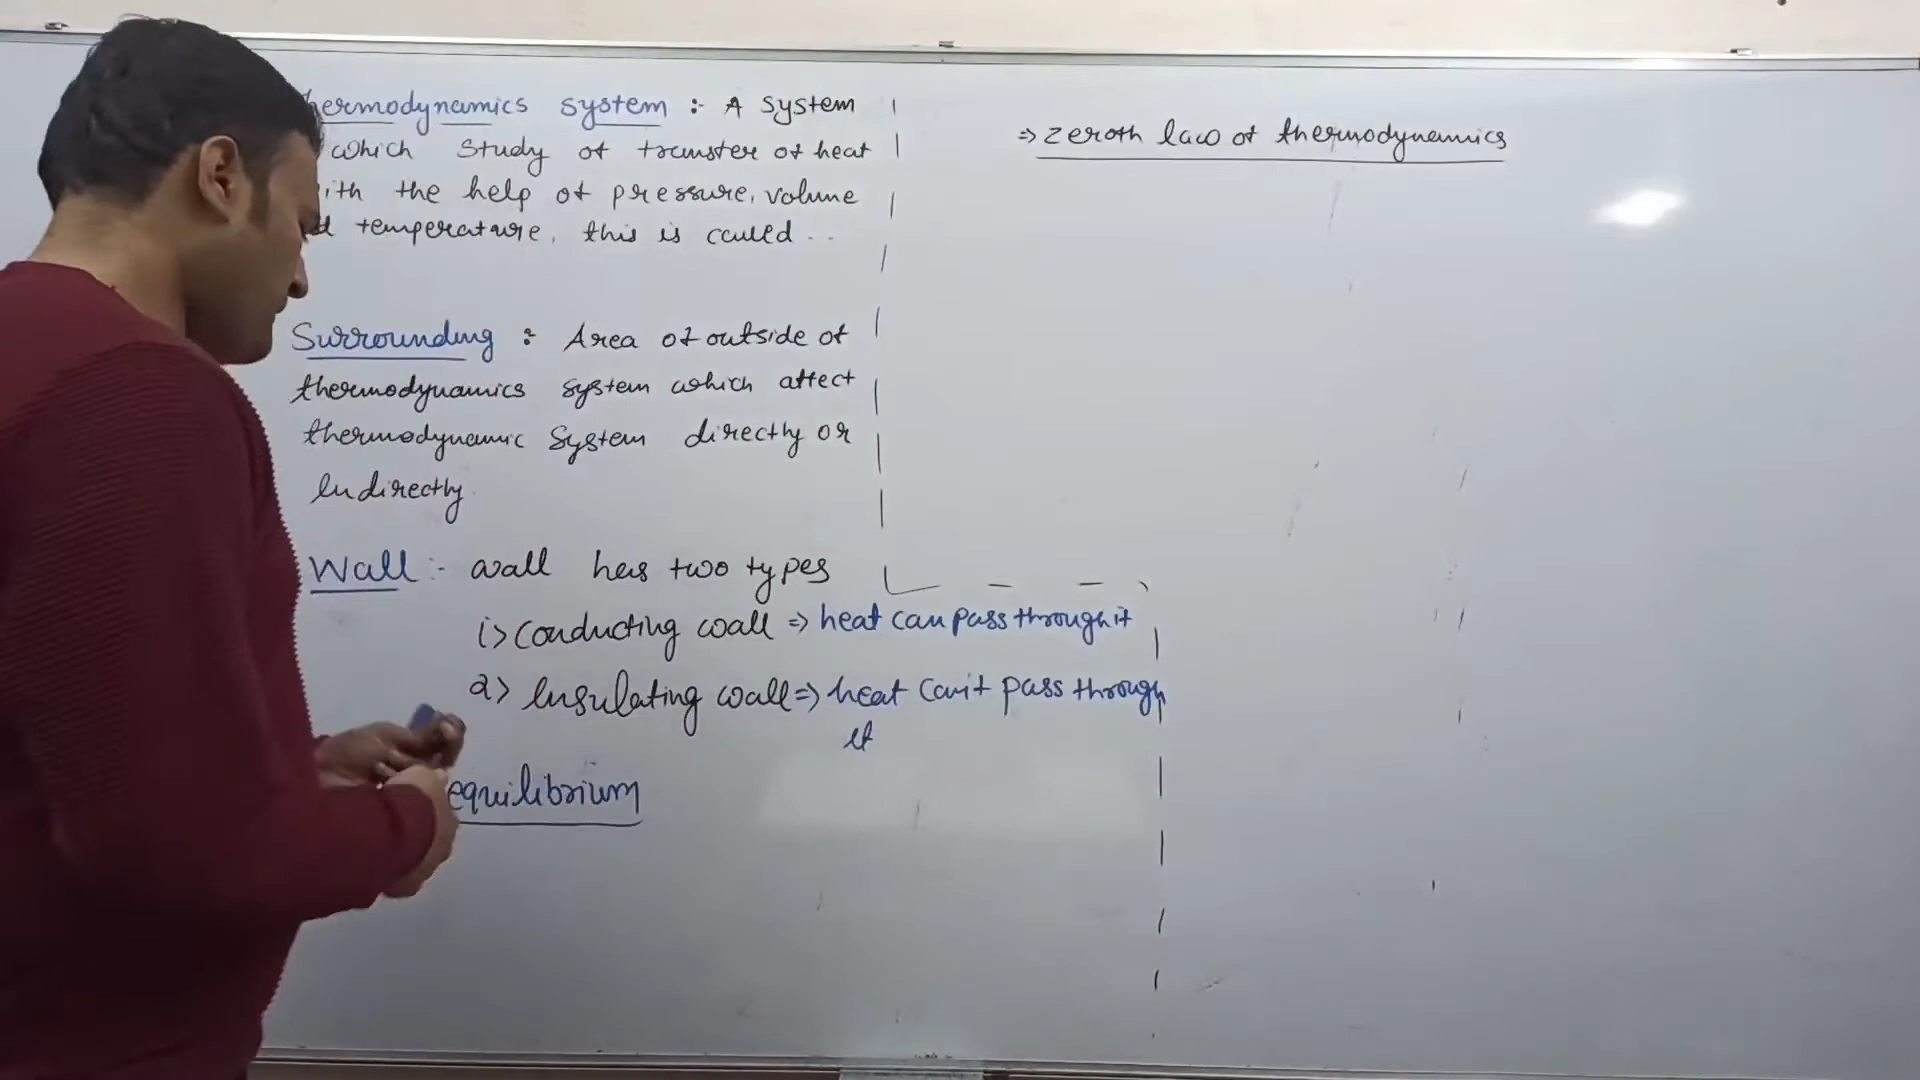 hermodynamics system :- A system
which study of transfer of heat
ith the help of pressure, volume
d temperature, this is called ..
Surrounding : Area of outside of
thermodynamics system which affect
thermodynamic system directly or
Indirectly.
Wall :- wall has two types
1> conducting wall => heat can pass through it
2> Insulating wall => heat can't pass through
it
equilibrium
=> zeroth law of thermodynamics